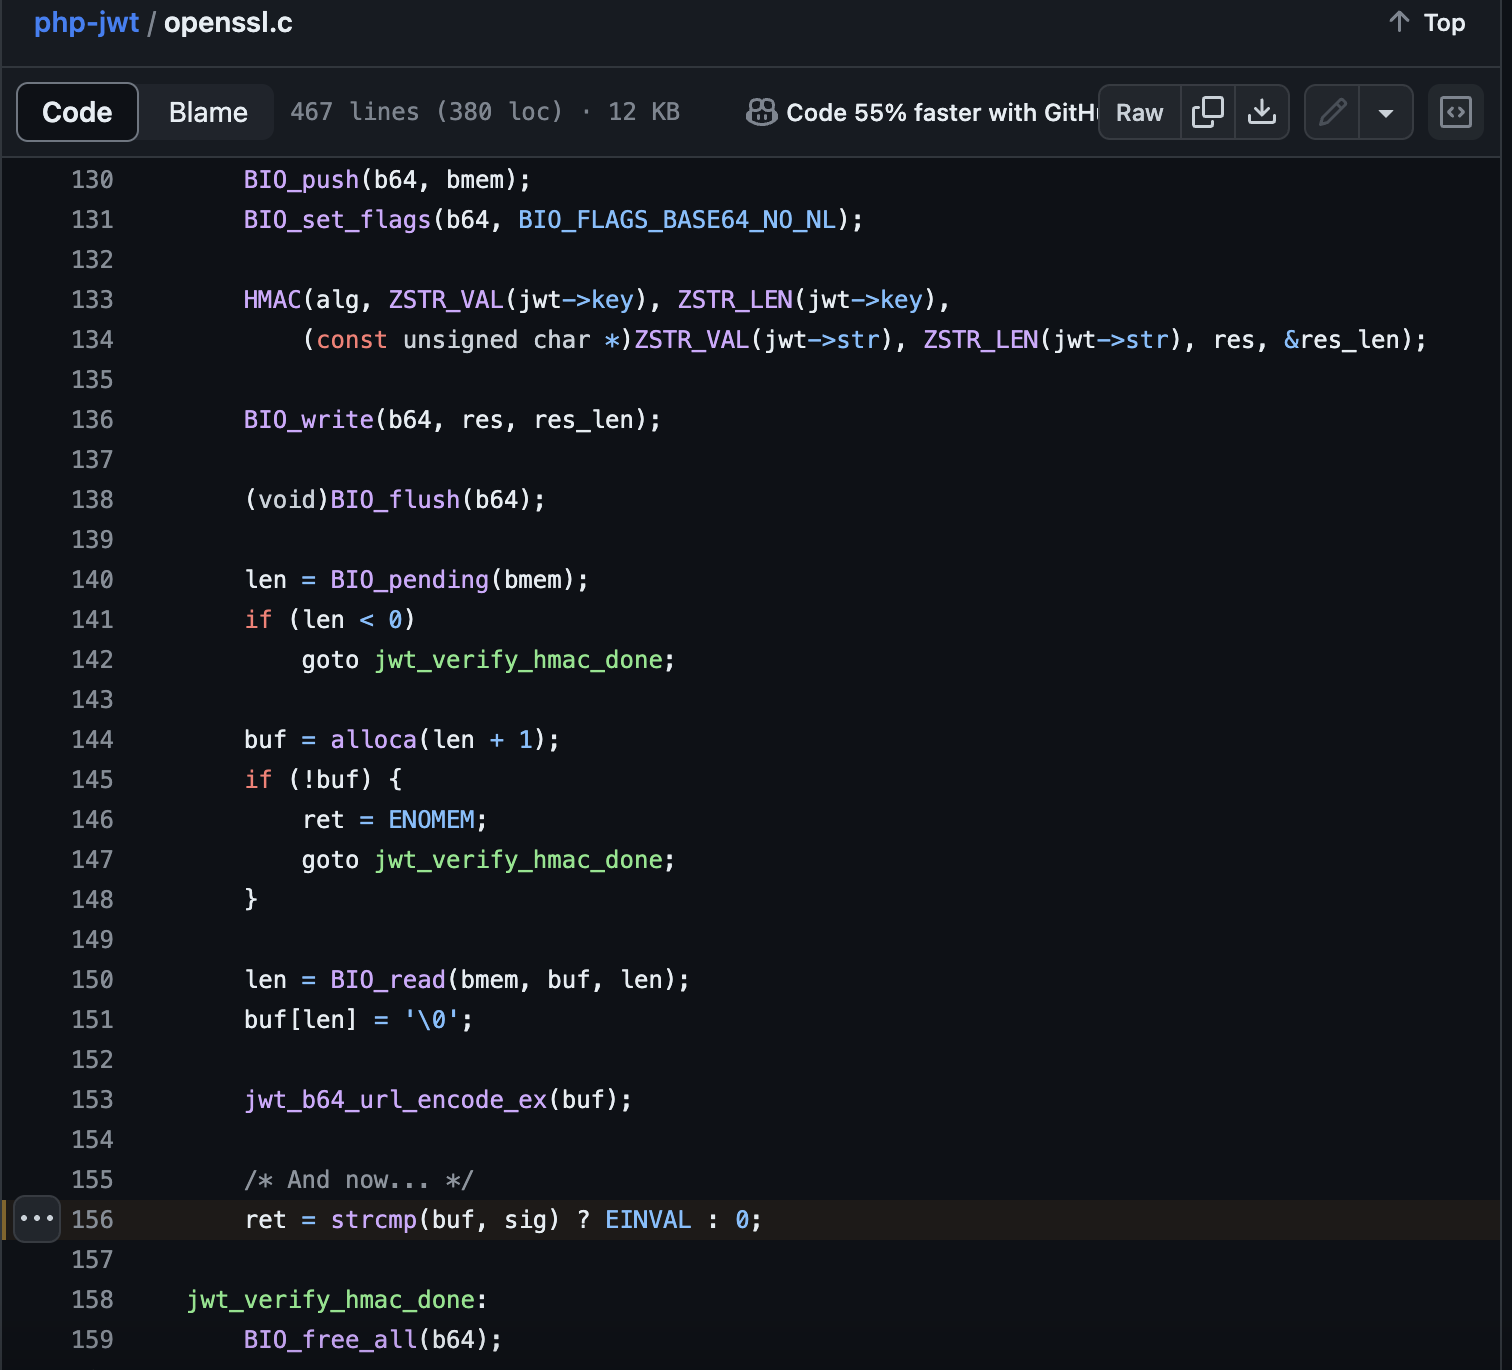 php-jwt / openssl.c
Top
Code Blame 467 lines (380 loc) · 12 KB Code 55% faster with GitH Raw
130 BIO_push(b64, bmem);
131 BIO_set_flags(b64, BIO_FLAGS_BASE64_NO_NL);
132
133 HMAC(alg, ZSTR_VAL(jwt->key), ZSTR_LEN(jwt->key),
134 (const unsigned char *)ZSTR_VAL(jwt->str), ZSTR_LEN(jwt->str), res, &res_len);
135
136 BIO_write(b64, res, res_len);
137
138 (void)BIO_flush(b64);
139
140 len = BIO_pending(bmem);
141 if (len < 0)
142 goto jwt_verify_hmac_done;
143
144 buf = alloca(len + 1);
145 if (!buf) {
146 ret = ENOMEM;
147 goto jwt_verify_hmac_done;
148 }
149
150 len = BIO_read(bmem, buf, len);
151 buf[len] = '\0';
152
153 jwt_b64_url_encode_ex(buf);
154
155 /* And now... */
156 ret = strcmp(buf, sig) ? EINVAL : 0;
157
158 jwt_verify_hmac_done:
159 BIO_free_all(b64);